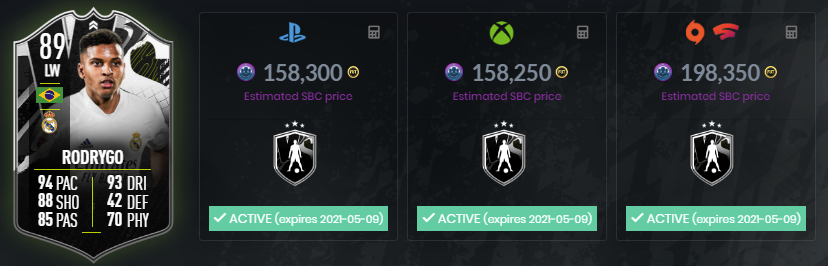 89
LW
RODRYGO
94 PAC 93 DRI
88 SHO 42 DEF
85 PAS 70 PHY
158,300
Estimated SBC price
ACTIVE (expires 2021-05-09)
158,250
Estimated SBC price
ACTIVE (expires 2021-05-09)
198,350
Estimated SBC price
ACTIVE (expires 2021-05-09)